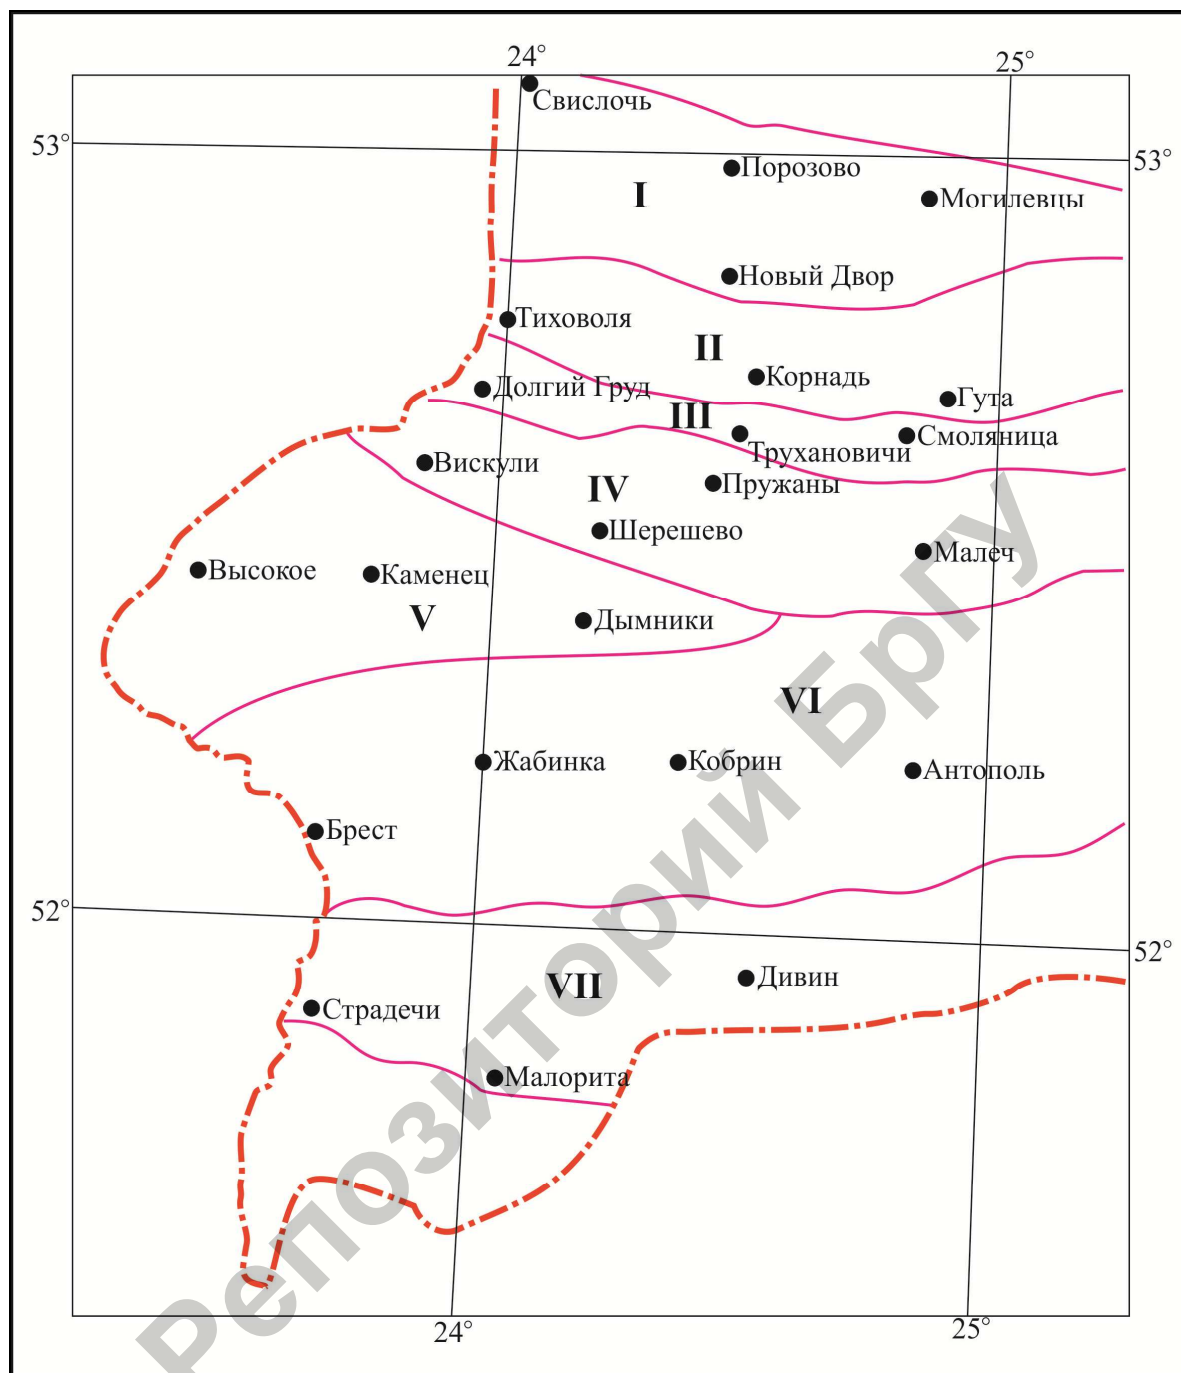 24°
25°
Свислочь
53°
53°
Порозово
I
Могилевцы
Новый Двор
Тиховоля
II
Корнадь
Долгий Груд
Гута
III
Смоляница
Трухановичи
Вискули
Пружаны
IV
Шерешево
Малеч
Высокое
Каменец
V
Дымники
VI
Жабинка
Кобрин
Антополь
Брест
52°
52°
VII
Дивин
Страдечи
Малорита
24°
25°
Репозиторий БрГУ